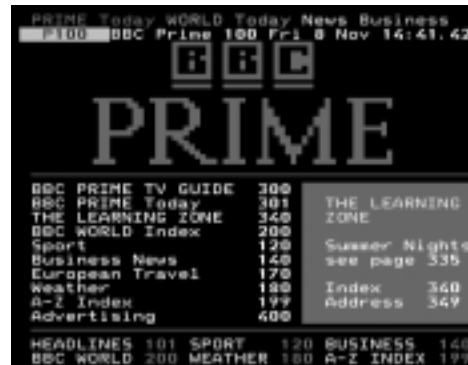 PRIME Today WORLD Today News Business
P100 BBC Prime 100 Fri 8 Nov 14:41.42
BBC
PRIME
BBC PRIME TV GUIDE 300
BBC PRIME Today 301
THE LEARNING ZONE 340
BBC WORLD Index 200
Sport 120
Business News 140
European Travel 170
Weather 180
A-Z Index 199
Advertising 400
THE LEARNING
ZONE
Summer Nights
see page 335
Index 340
Address 349
HEADLINES 101 SPORT 120 BUSINESS 140
BBC WORLD 200 WEATHER 180 A-Z INDEX 199